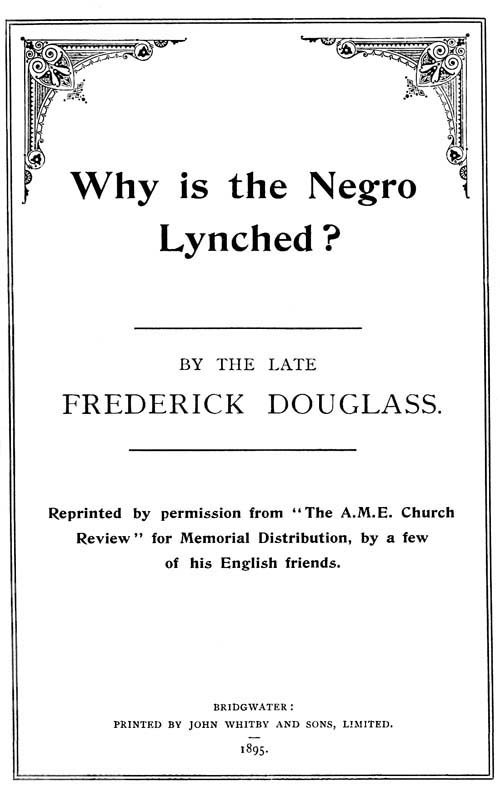 Why is the Negro
Lynched?
BY THE LATE
FREDERICK DOUGLASS.
Reprinted by permission from "The A.M.E. Church
Review" for Memorial Distribution, by a few
of his English friends.
BRIDGWATER:
PRINTED BY JOHN WHITBY AND SONS, LIMITED.
1895.